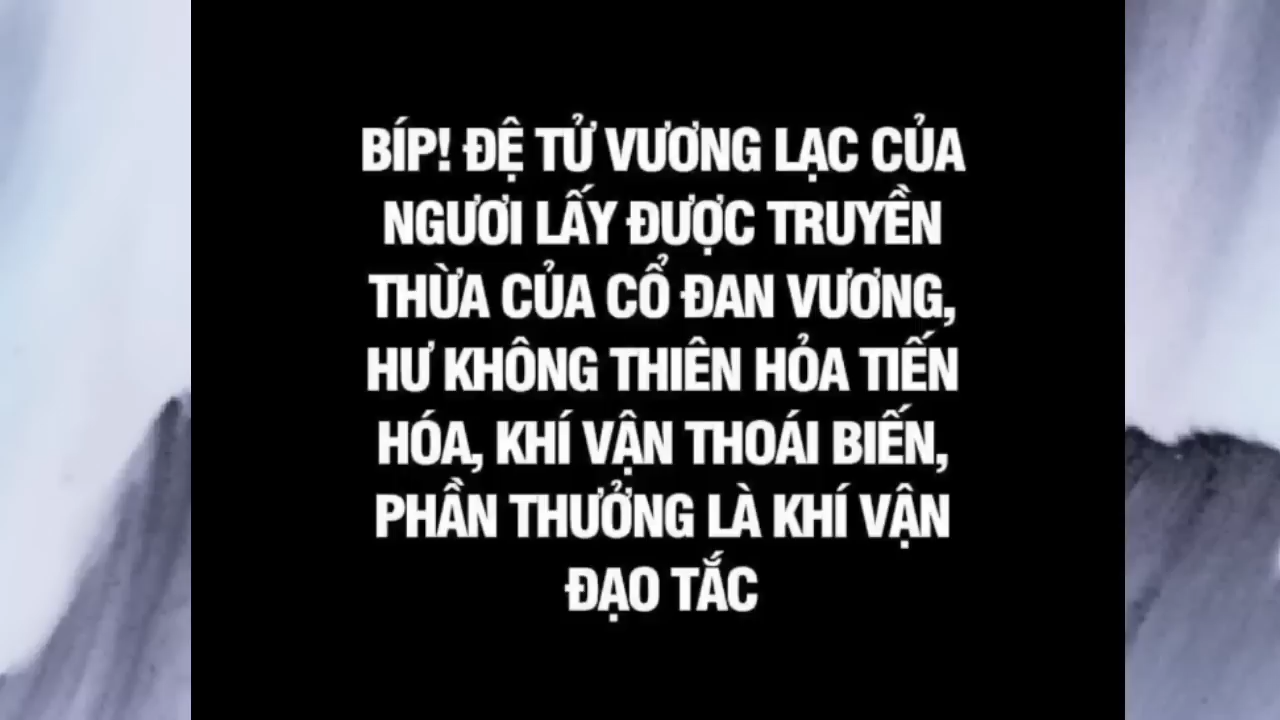 BÍP! ĐỆ TỬ VƯƠNG LẠC CỦA
NGƯƠI LẤY ĐƯỢC TRUYỀN
THỪA CỦA CỔ ĐAN VƯƠNG,
HƯ KHÔNG THIÊN HỎA TIẾN
HÓA, KHÍ VẬN THOÁI BIẾN,
PHẦN THƯỞNG LÀ KHÍ VẬN
ĐẠO TẮC